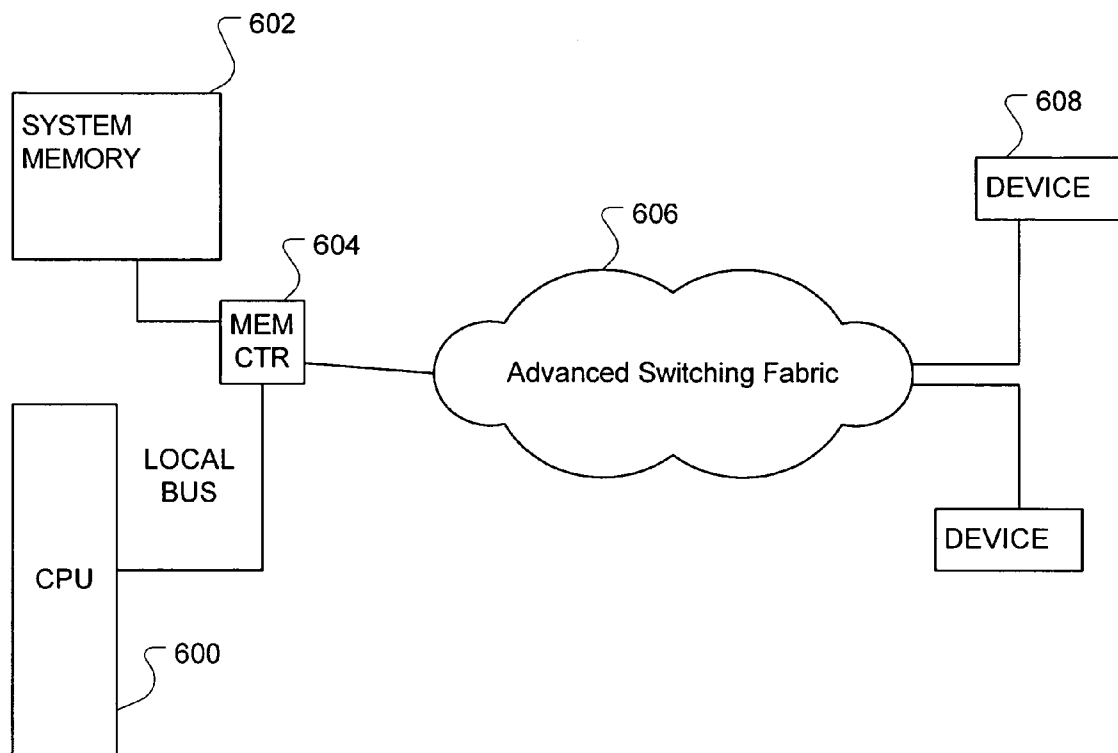 602
SYSTEM
MEMORY
608
DEVICE
606
604
MEM
CTR
Advanced Switching Fabric
LOCAL
BUS
DEVICE
CPU
600